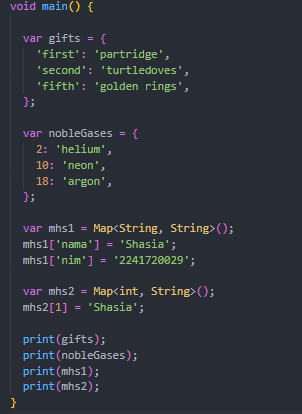 void main() {
var gifts = {
'first': 'partridge',
'second': 'turtledoves',
'fifth': 'golden rings',
};
var nobleGases = {
2: 'helium',
10: 'neon',
18: 'argon',
};
var mhs1 = Map<String, String>();
mhs1['nama'] = 'Shasia';
mhs1['nim'] = '2241720029';
var mhs2 = Map<int, String>();
mhs2[1] = 'Shasia';
print(gifts);
print(nobleGases);
print(mhs1);
print(mhs2);
}